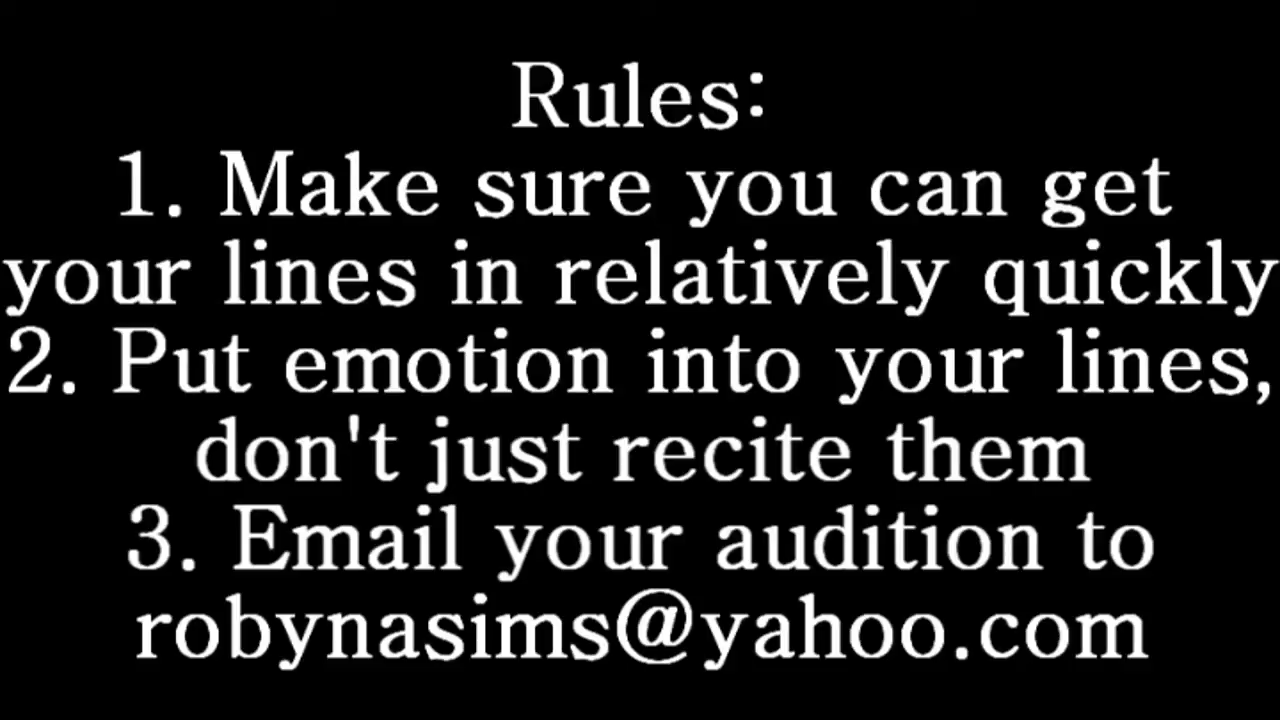 Rules:
1. Make sure you can get
your lines in relatively quickly
2. Put emotion into your lines,
don't just recite them
3. Email your audition to
robynasims@yahoo.com